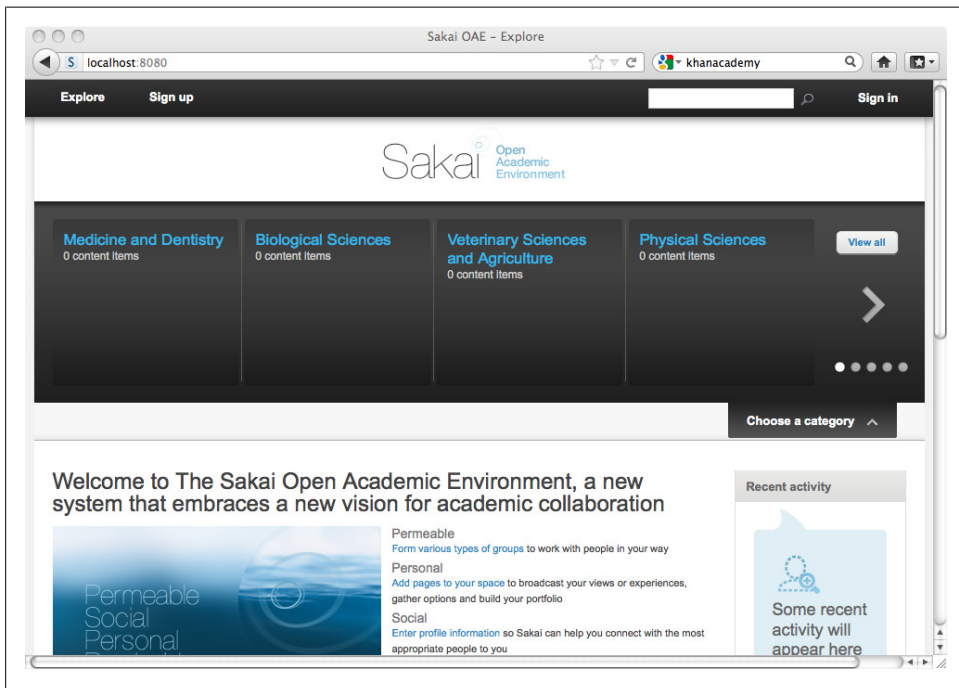 Sakai OAE – Explore
S localhost:8080
khanacademy
Explore Sign up Sign in
Sakai Open
Academic
Environment
Medicine and Dentistry
0 content items
Biological Sciences
0 content items
Veterinary Sciences
and Agriculture
0 content items
Physical Sciences
0 content items
View all
Choose a category
Welcome to The Sakai Open Academic Environment, a new
system that embraces a new vision for academic collaboration
Permeable
Social
Personal
Permeable
Form various types of groups to work with people in your way
Personal
Add pages to your space to broadcast your views or experiences,
gather options and build your portfolio
Social
Enter profile information so Sakai can help you connect with the most
appropriate people to you
Recent activity
Some recent
activity will
appear here